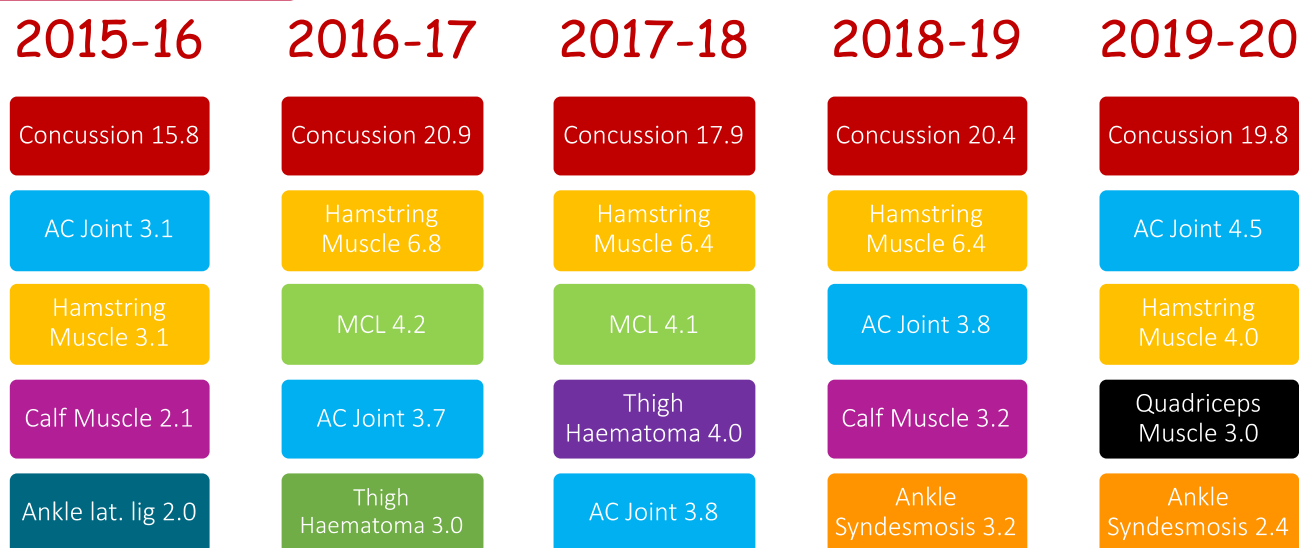 2015-16 2016-17 2017-18 2018-19 2019-20
Concussion 15.8
Concussion 20.9
Concussion 17.9
Concussion 20.4
Concussion 19.8
AC Joint 3.1
Hamstring
Muscle 6.8
Hamstring
Muscle 6.4
Hamstring
Muscle 6.4
AC Joint 4.5
Hamstring
Muscle 3.1
MCL 4.2
MCL 4.1
AC Joint 3.8
Hamstring
Muscle 4.0
Calf Muscle 2.1
AC Joint 3.7
Thigh
Haematoma 4.0
Calf Muscle 3.2
Quadriceps
Muscle 3.0
Ankle lat. lig 2.0
Thigh
Haematoma 3.0
AC Joint 3.8
Ankle
Syndesmosis 3.2
Ankle
Syndesmosis 2.4